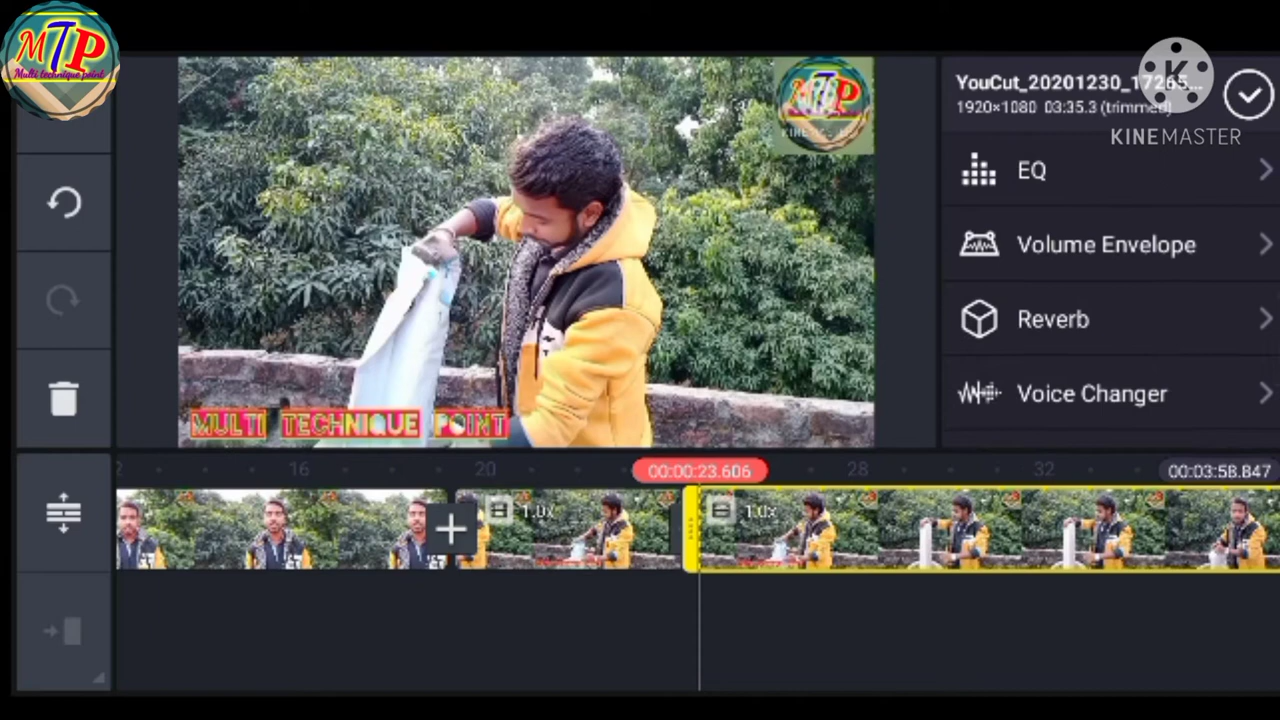 MTP
Multi technique point
MTP
YouCut_20201230_17265...
1920×1080 03:35.3 (trimmed)
K
KINEMASTER
EQ
Volume Envelope
Reverb
Voice Changer
MULTI TECHNIQUE POINT
16
20
00:00:23.606
28
32
00:03:58.847
1.0x
1.0x